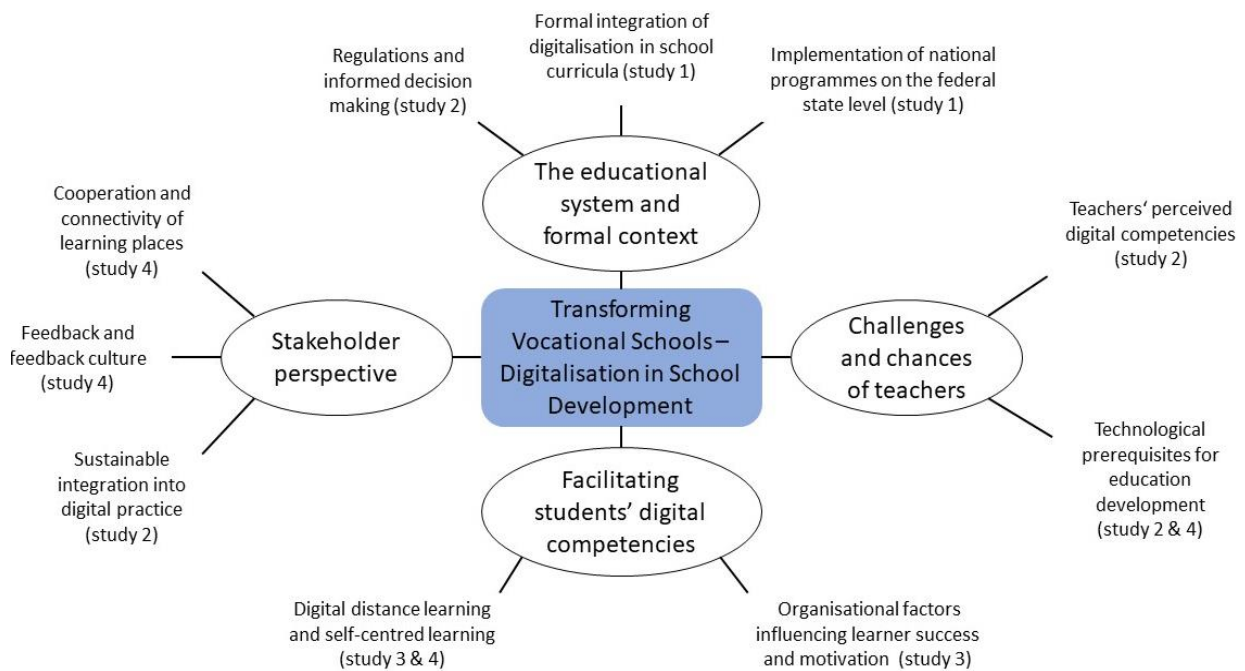 Formal integration of
digitalisation in school
curricula (study 1)
Regulations and
informed decision
making (study 2)
Implementation of national
programmes on the federal
state level (study 1)
The educational
system and
formal context
Cooperation and
connectivity of
learning places
(study 4)
Teachers‘ perceived
digital competencies
(study 2)
Feedback and
feedback culture
(study 4)
Stakeholder
perspective
Transforming
Vocational Schools –
Digitalisation in School
Development
Challenges
and chances
of teachers
Sustainable
integration into
digital practice
(study 2)
Technological
prerequisites for
education
development
(study 2 & 4)
Facilitating
students’ digital
competencies
Digital distance learning
and self-centred learning
(study 3 & 4)
Organisational factors
influencing learner success
and motivation (study 3)